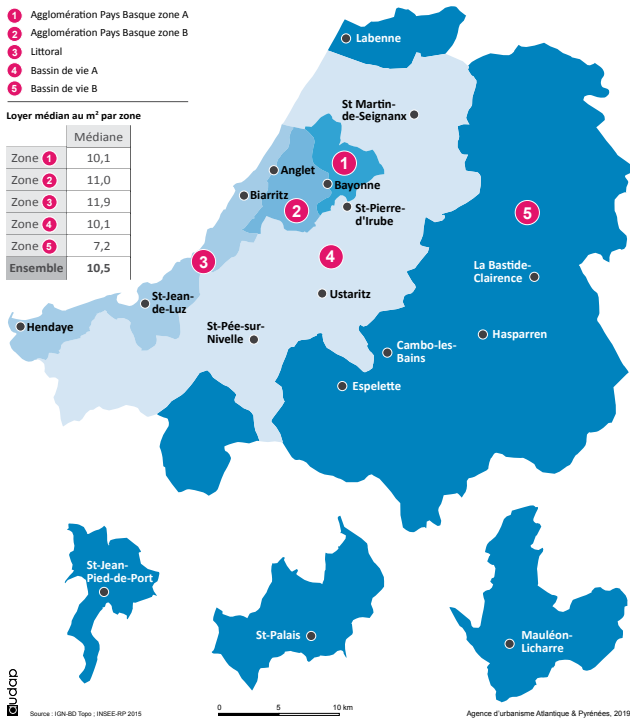 1 Agglomération Pays Basque zone A
2 Agglomération Pays Basque zone B
3 Littoral
4 Bassin de vie A
5 Bassin de vie B
Loyer médian au m² par zone
Médiane
Zone 1 10,1
Zone 2 11,0
Zone 3 11,9
Zone 4 10,1
Zone 5 7,2
Ensemble 10,5
Labenne
St Martin-
de-Seignanx
1
Anglet
Bayonne
Biarritz
2
St-Pierre-
d'Irube
5
3
4
La Bastide-
Clairence
Ustaritz
St-Jean-
de-Luz
Hendaye
St-Pée-sur-
Nivelle
Hasparren
Cambo-les-
Bains
Espelette
St-Jean-
Pied-de-Port
St-Palais
Mauléon-
Licharre
audap
Source : IGN-BD Topo ; INSEE-RP 2015
0 5 10 km
Agence d'urbanisme Atlantique & Pyrénées, 2019